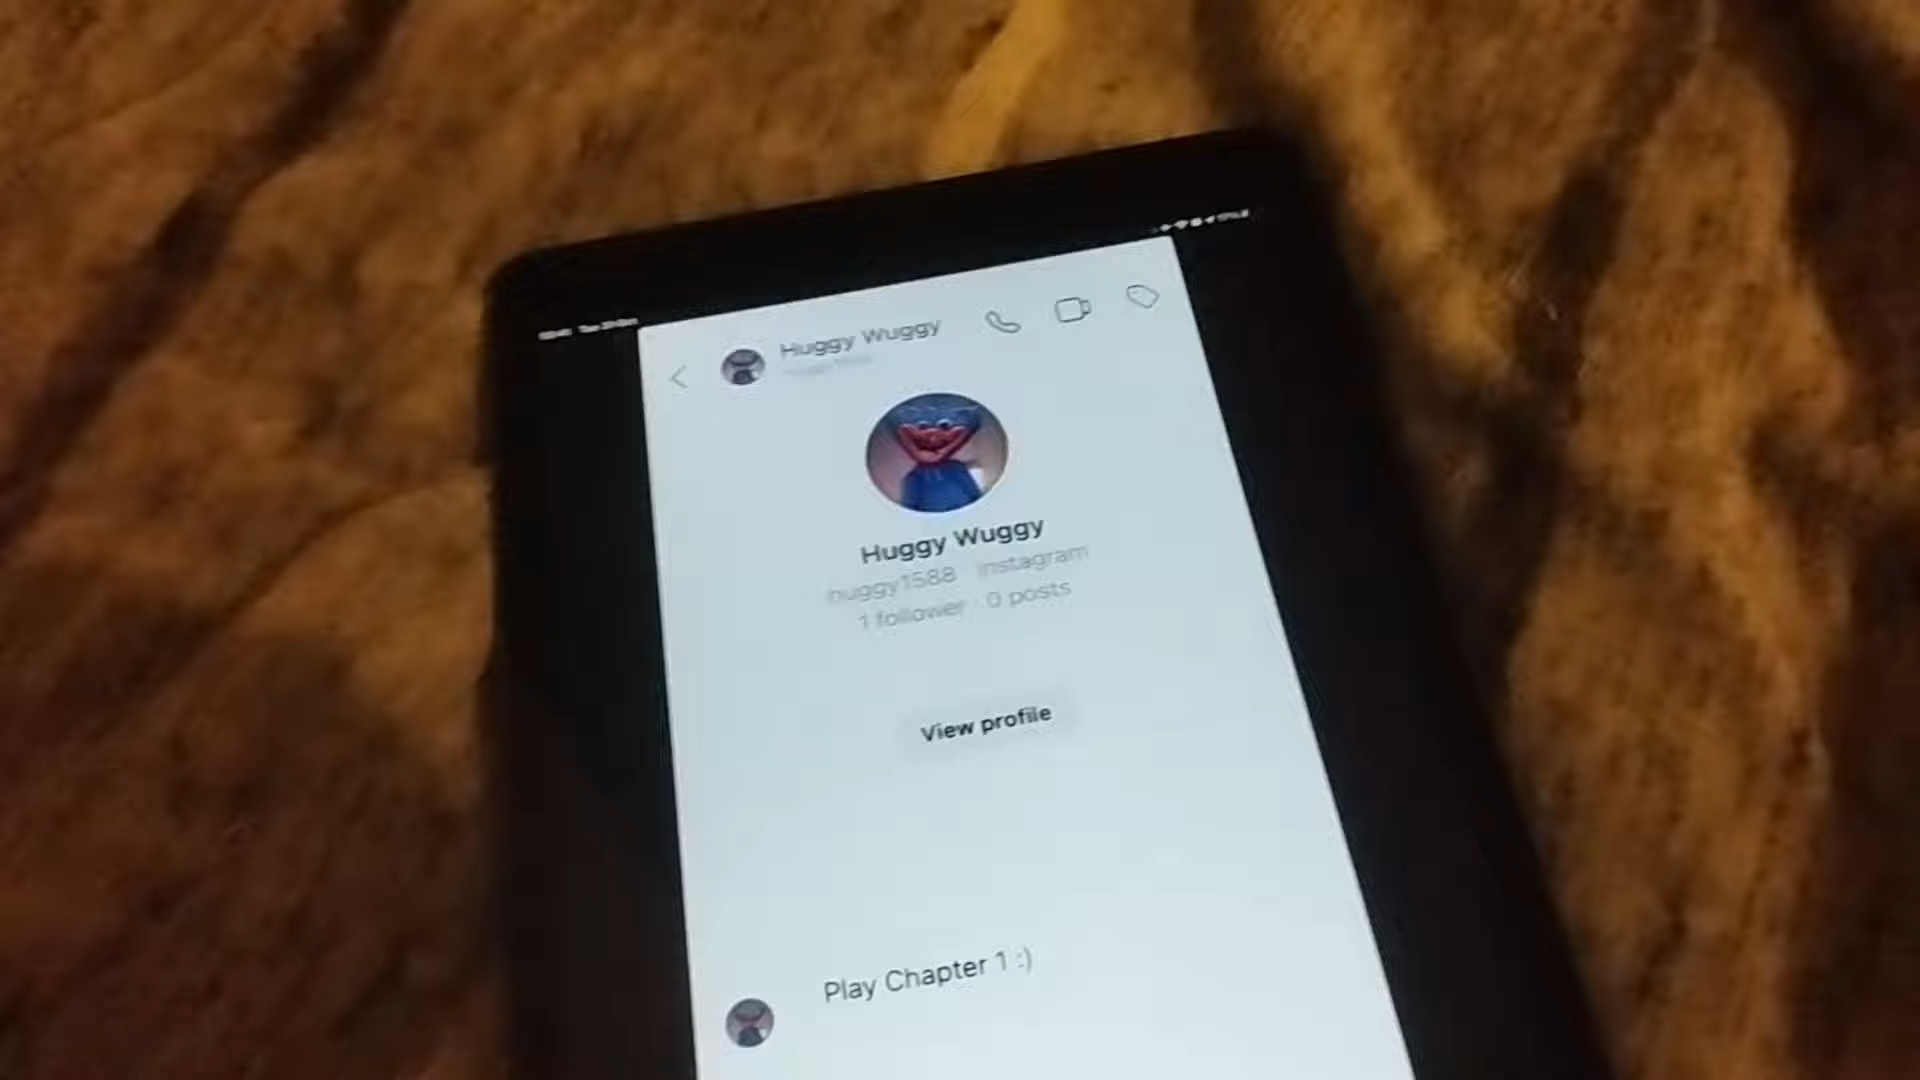 Huggy Wuggy
Huggy Wuggy
huggy1588 instagram
1 follower · 0 posts
View profile
Play Chapter 1 :)